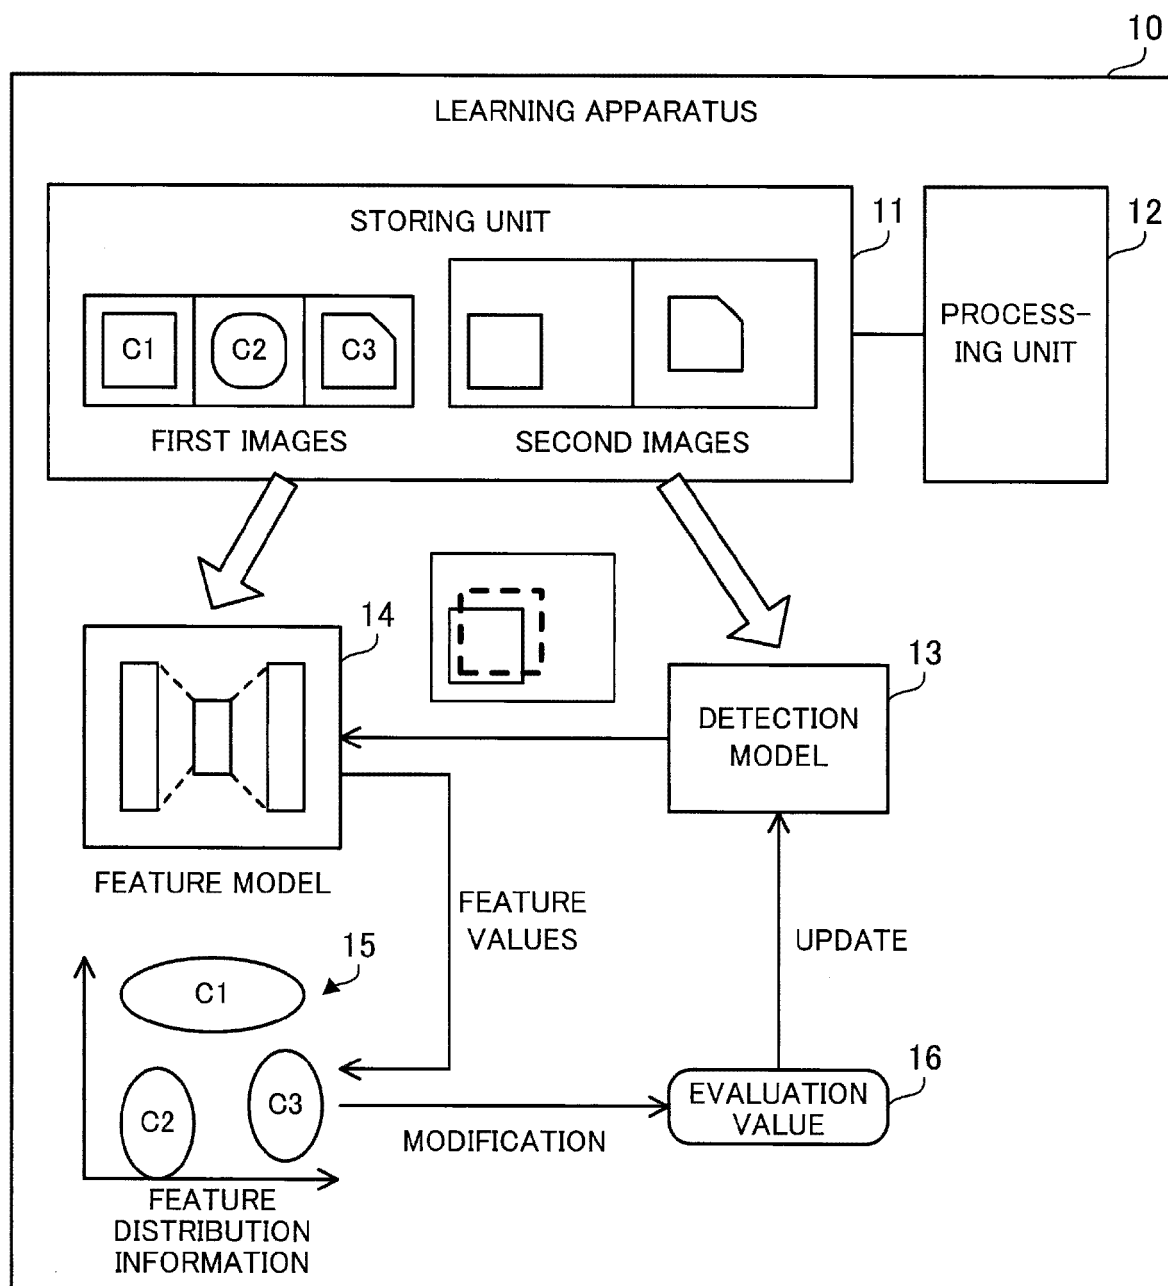 10
LEARNING APPARATUS
STORING UNIT
11
12
C1
C2
C3
FIRST IMAGES
SECOND IMAGES
PROCESS-
ING UNIT
14
13
DETECTION
MODEL
FEATURE MODEL
FEATURE
VALUES
UPDATE
15
C1
C2
C3
MODIFICATION
16
EVALUATION
VALUE
FEATURE
DISTRIBUTION
INFORMATION